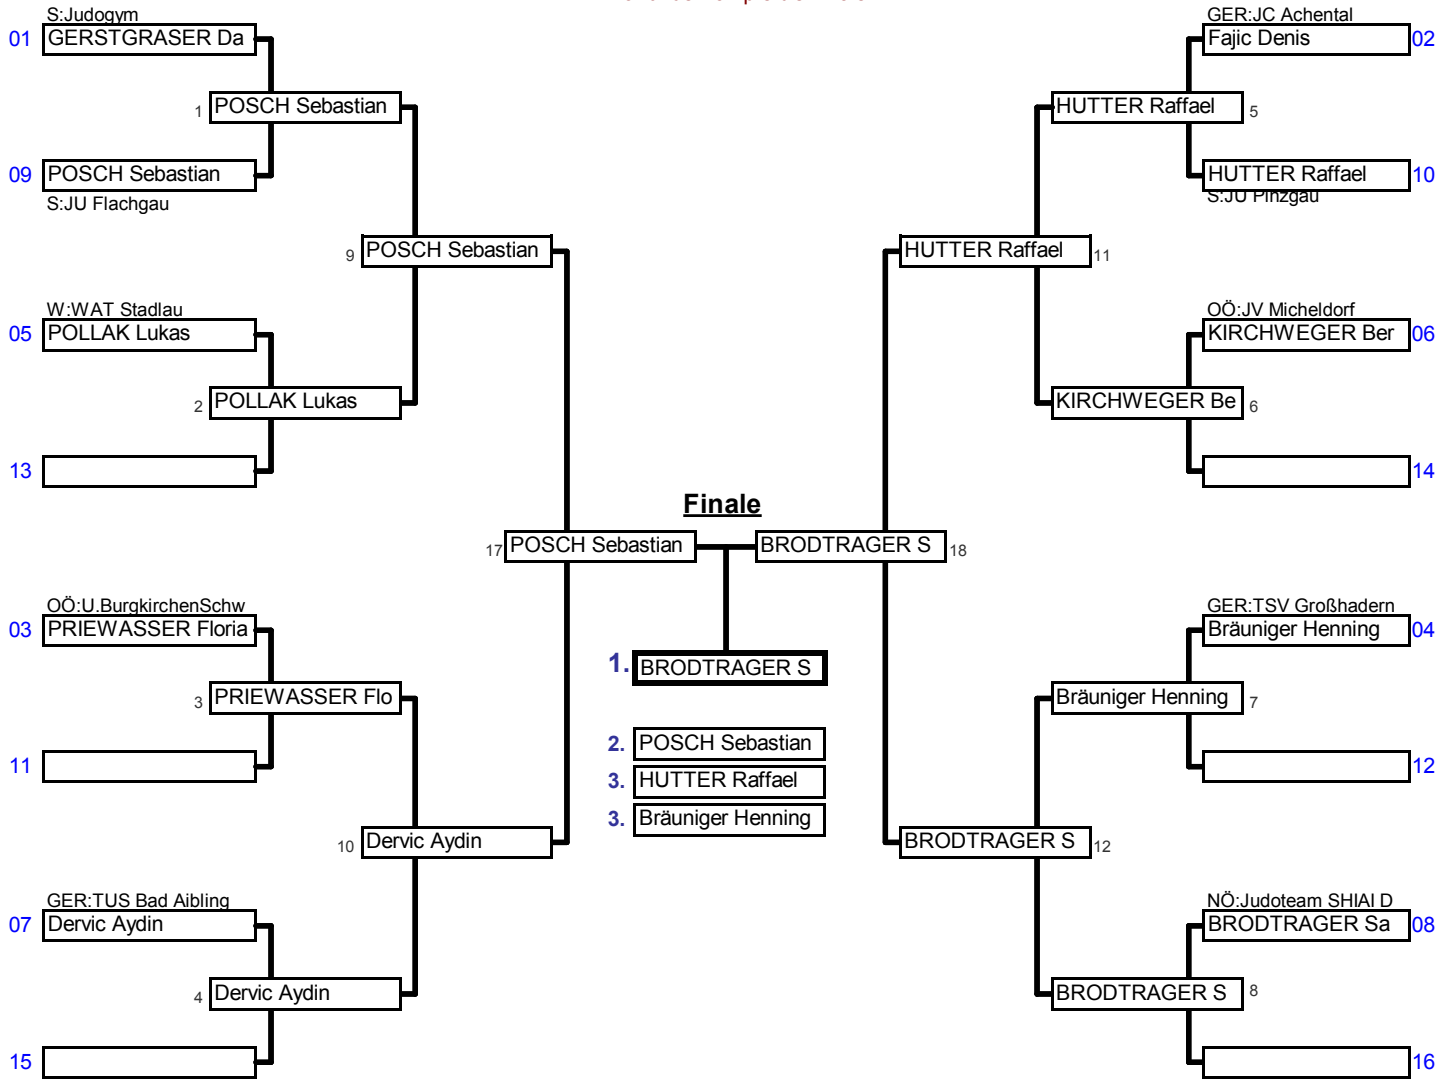 S:Judogym
01 GERSTGRASER Da
1 POSCH Sebastian
09 POSCH Sebastian
S:JU Flachgau
9 POSCH Sebastian
W:WAT Stadlau
05 POLLAK Lukas
2 POLLAK Lukas
13
17 POSCH Sebastian
OÖ:U.BurgkirchenSchw
03 PRIEWASSER Floria
3 PRIEWASSER Flo
11
10 Dervic Aydin
GER:TUS Bad Aibling
07 Dervic Aydin
4 Dervic Aydin
15
Finale
1. BRODTRAGER S
2. POSCH Sebastian
3. HUTTER Raffael
3. Bräuniger Henning
GER:JC Achental
Fajic Denis 02
HUTTER Raffael 5
HUTTER Raffael 10
S:JU Pinzgau
HUTTER Raffael 11
OÖ:JV Micheldorf
KIRCHWEGER Ber 06
KIRCHWEGER Be 6
14
BRODTRAGER S 18
GER:TSV Großhadern
Bräuniger Henning 04
Bräuniger Henning 7
12
BRODTRAGER S 12
NÖ:Judoteam SHIAI D
BRODTRAGER Sa 08
BRODTRAGER S 8
16